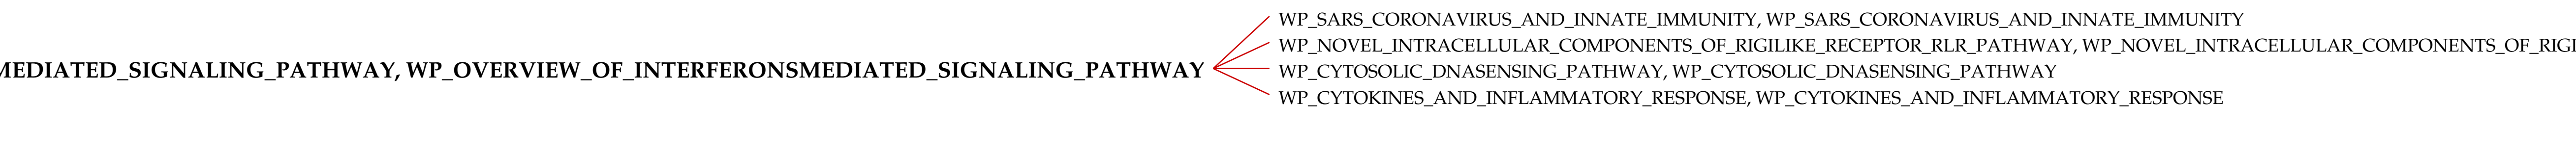 WP_SARS_CORONAVIRUS_AND_INNATE_IMMUNITY, WP_SARS_CORONAVIRUS_AND_INNATE_IMMUNITY
WP_NOVEL_INTRACELLULAR_COMPONENTS_OF_RIGILIKE_RECEPTOR_RLR_PATHWAY, WP_NOVEL_INTRACELLULAR_COMPONENTS_OF_RIGI
MEDIATED_SIGNALING_PATHWAY, WP_OVERVIEW_OF_INTERFERONSMEDIATED_SIGNALING_PATHWAY
WP_CYTOSOLIC_DNASENSING_PATHWAY, WP_CYTOSOLIC_DNASENSING_PATHWAY
WP_CYTOKINES_AND_INFLAMMATORY_RESPONSE, WP_CYTOKINES_AND_INFLAMMATORY_RESPONSE